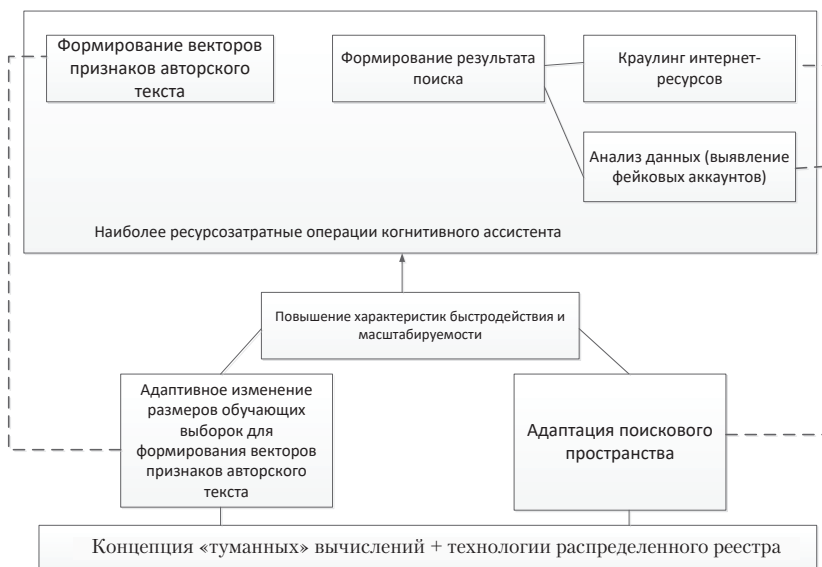 Формирование векторов
признаков авторского
текста
Формирование результата
поиска
Краулинг интернет-
ресурсов
Анализ данных (выявление
фейковых аккаунтов)
Наиболее ресурсозатратные операции когнитивного ассистента
Повышение характеристик быстродействия и
масштабируемости
Адаптивное изменение
размеров обучающих
выборок для
формирования векторов
признаков авторского
текста
Адаптация поискового
пространства
Концепция «туманных» вычислений + технологии распределенного реестра